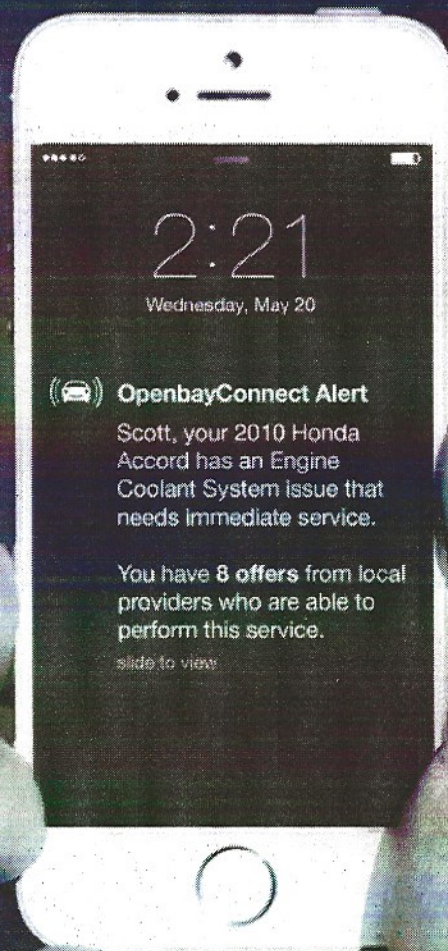 2:21
Wednesday, May 20
OpenbayConnect Alert
Scott, your 2010 Honda
Accord has an Engine
Coolant System issue that
needs immediate service.
You have 8 offers from local
providers who are able to
perform this service.
slide to view